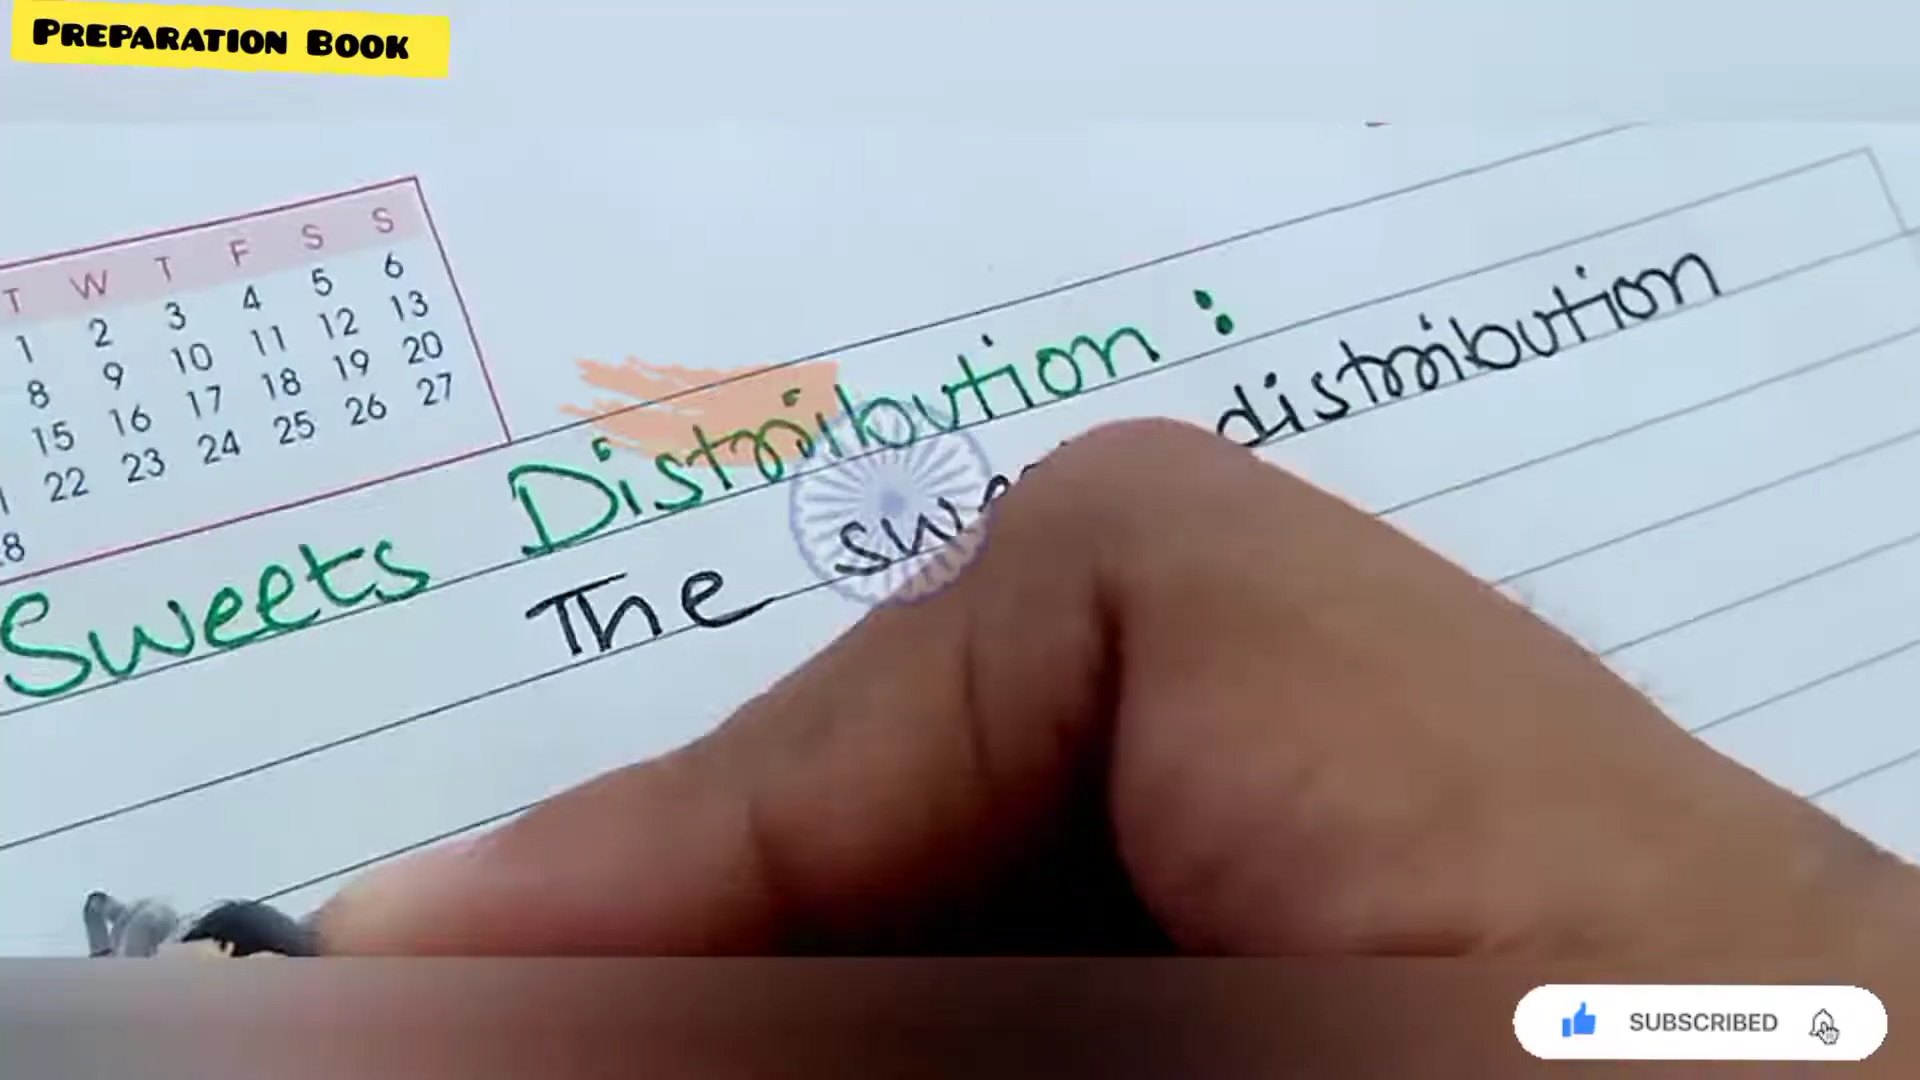 PREPARATION BOOK
T W T F S S
1 2 3 4 5 6
8 9 10 11 12 13
15 16 17 18 19 20
22 23 24 25 26 27
Sweets Distribution :
The distribution
SUBSCRIBED